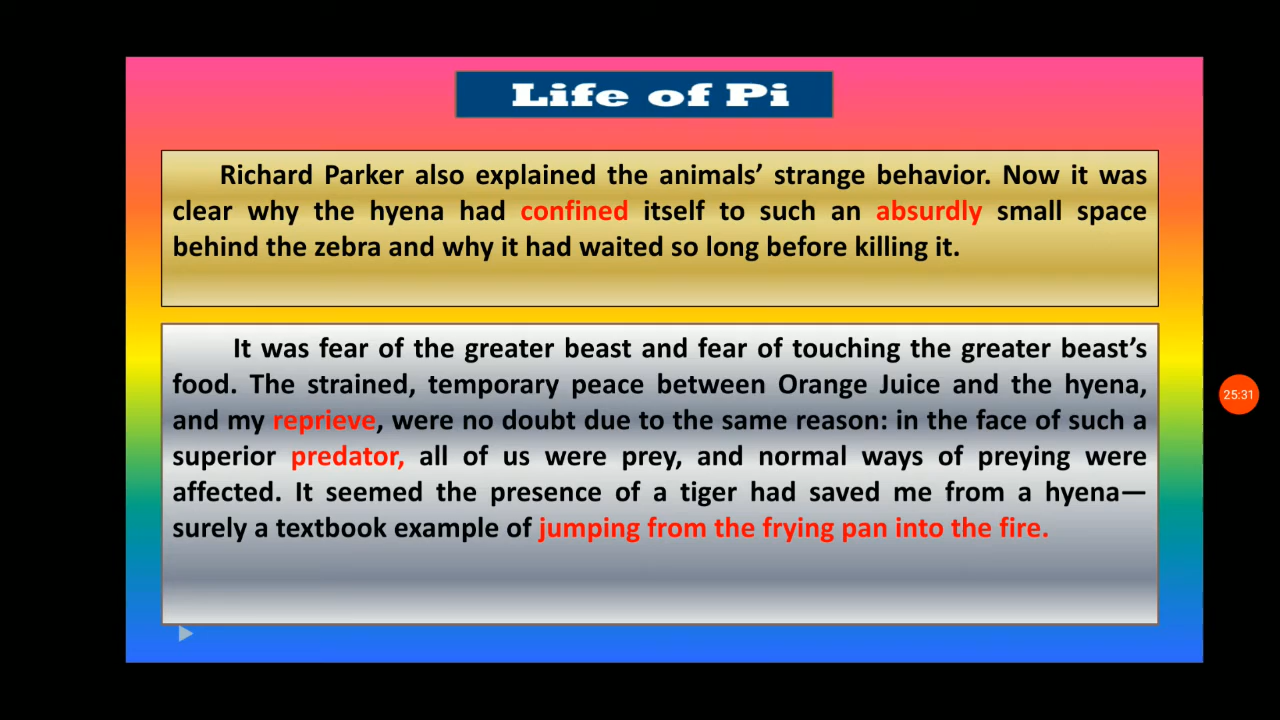 Life of Pi
Richard Parker also explained the animals’ strange behavior. Now it was
clear why the hyena had confined itself to such an absurdly small space
behind the zebra and why it had waited so long before killing it.
It was fear of the greater beast and fear of touching the greater beast’s
food. The strained, temporary peace between Orange Juice and the hyena,
and my reprieve, were no doubt due to the same reason: in the face of such a
superior predator, all of us were prey, and normal ways of preying were
affected. It seemed the presence of a tiger had saved me from a hyena—
surely a textbook example of jumping from the frying pan into the fire.
25:31